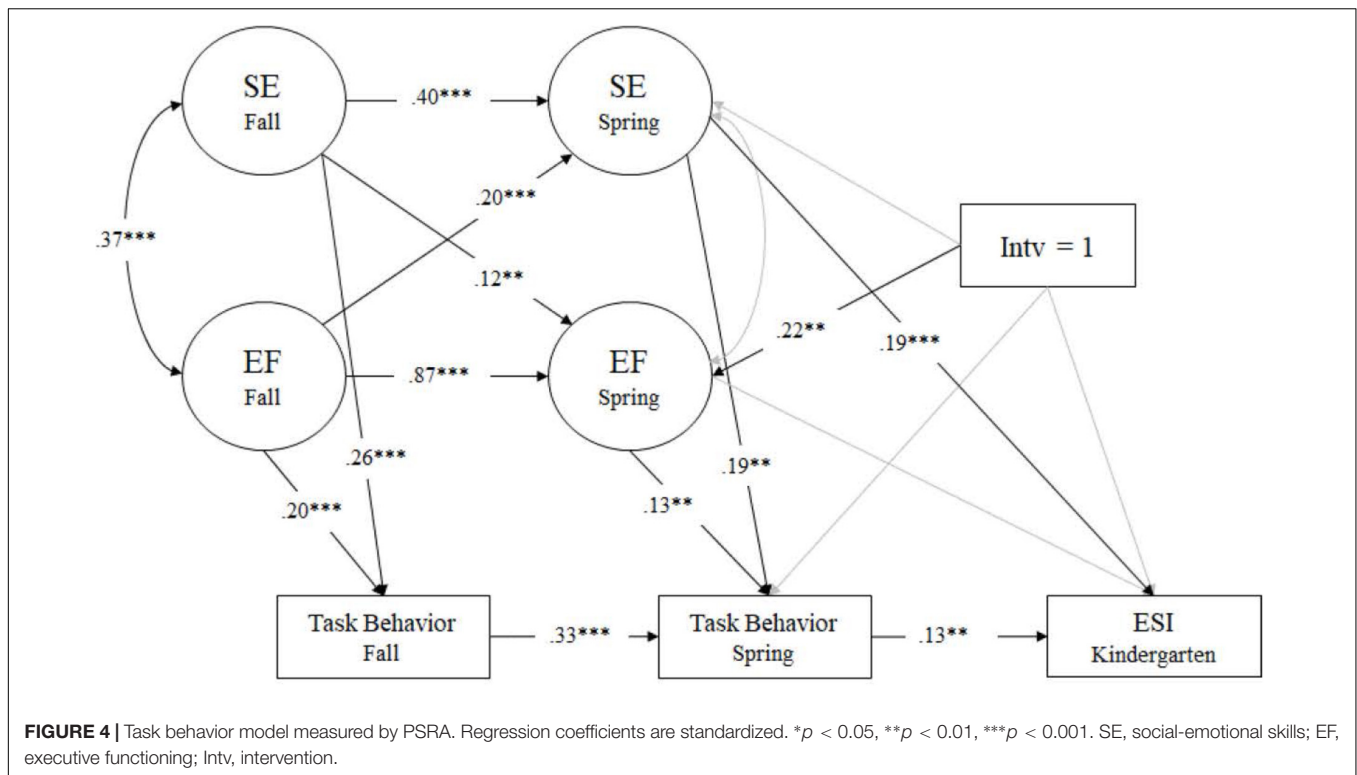 SE
Fall
.40***
SE
Spring
.37***
.20***
.12**
Intv = 1
EF
Fall
.87***
EF
Spring
.22**
.19***
.26***
.20***
.19**
.13**
Task Behavior
Fall
.33***
Task Behavior
Spring
.13**
ESI
Kindergarten
FIGURE 4 | Task behavior model measured by PSRA. Regression coefficients are standardized. *p < 0.05, **p < 0.01, ***p < 0.001. SE, social-emotional skills; EF,
executive functioning; Intv, intervention.